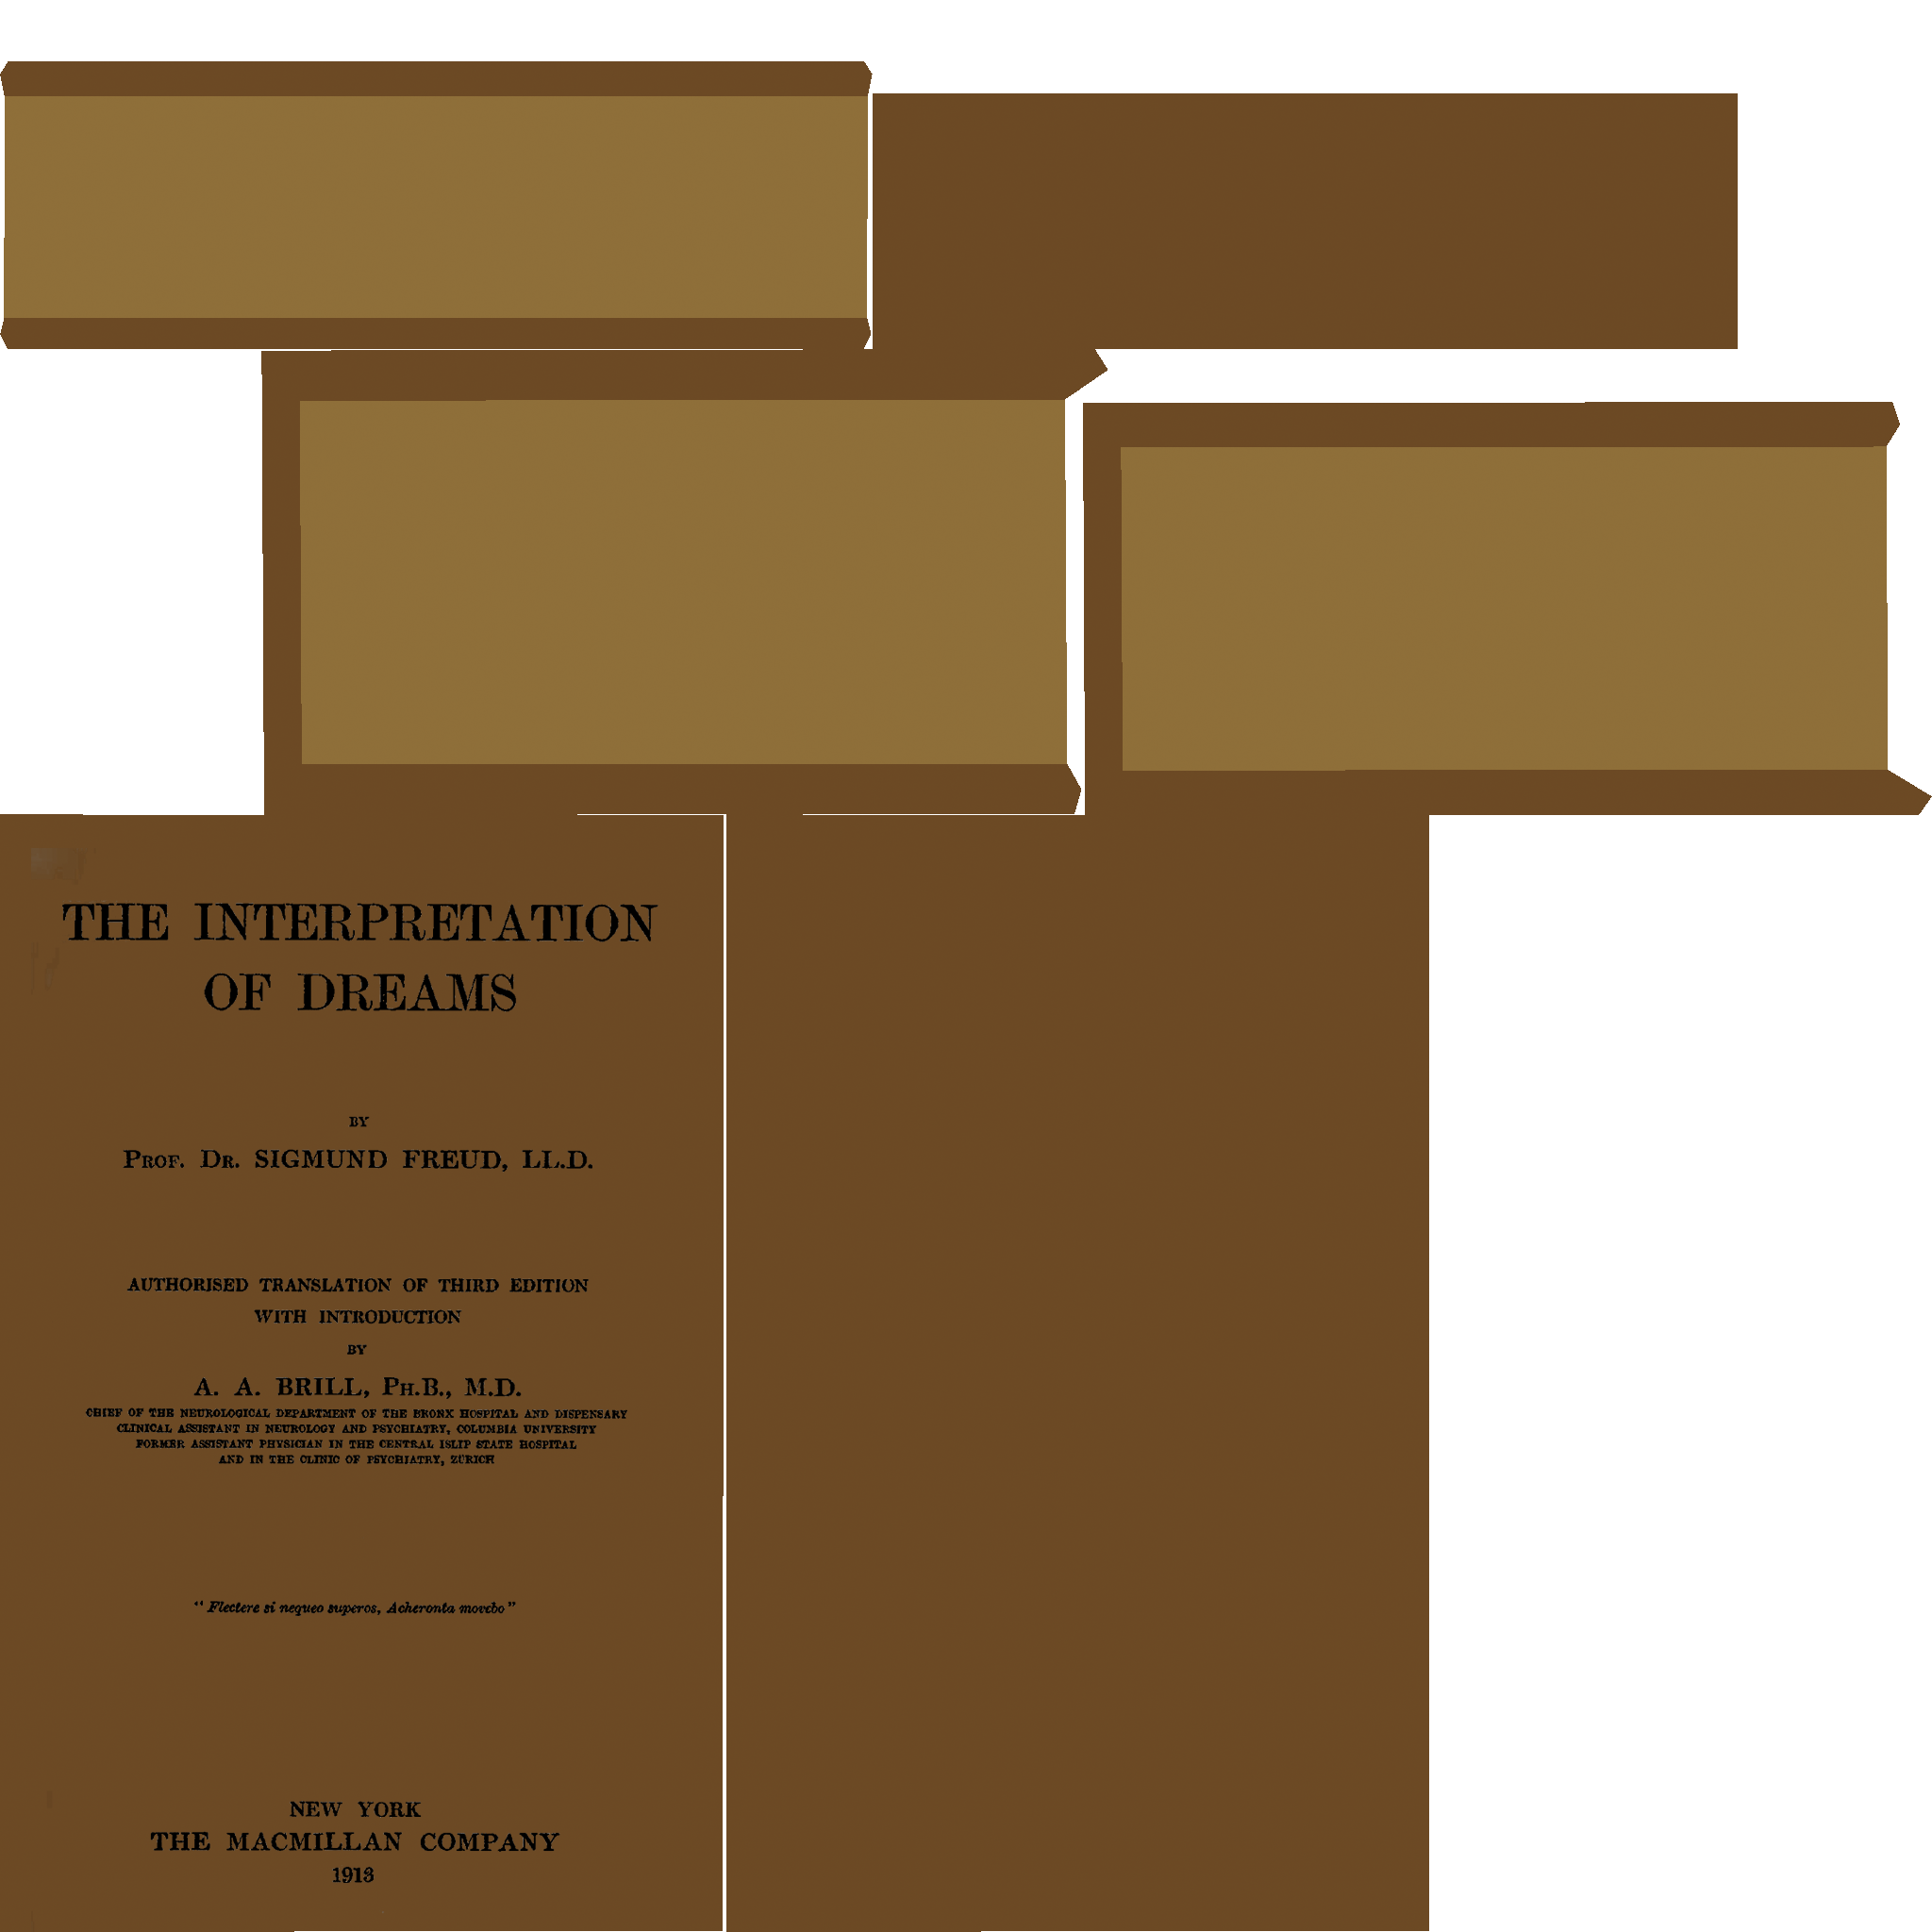 THE INTERPRETATION
OF DREAMS
BY
PROF. DR. SIGMUND FREUD, LL.D.
AUTHORISED TRANSLATION OF THIRD EDITION
WITH INTRODUCTION
BY
A. A. BRILL, PH.B., M.D.
CHIEF OF THE NEUROLOGICAL DEPARTMENT OF THE BRONX HOSPITAL AND DISPENSARY
CLINICAL ASSISTANT IN NEUROLOGY AND PSYCHIATRY, COLUMBIA UNIVERSITY
FORMER ASSISTANT PHYSICIAN IN THE CENTRAL ISLIP STATE HOSPITAL
AND IN THE CLINIC OF PSYCHIATRY, ZÜRICH
"Flectere si nequeo superos, Acheronta movebo"
NEW YORK
THE MACMILLAN COMPANY
1913